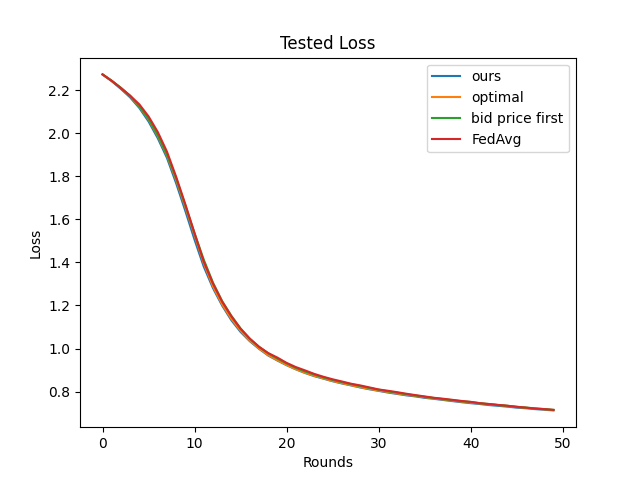 Tested Loss
ours
optimal
bid price first
FedAvg
2.2
2.0
1.8
1.6
1.4
1.2
1.0
0.8
Loss
0 10 20 30 40 50
Rounds